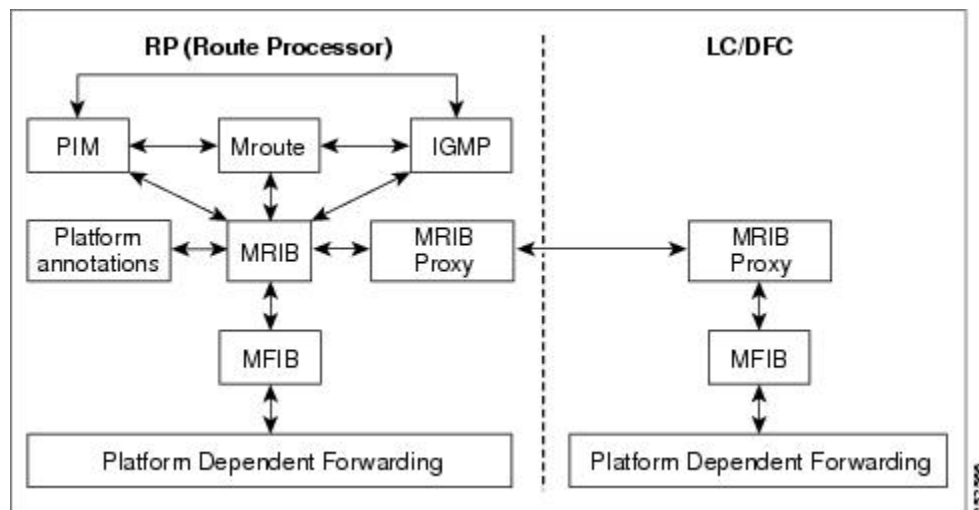 RP (Route Processor)
LC/DFC
PIM
Mroute
IGMP
Platform
annotations
MRIB
MRIB
Proxy
MRIB
Proxy
MFIB
MFIB
Platform Dependent Forwarding
Platform Dependent Forwarding